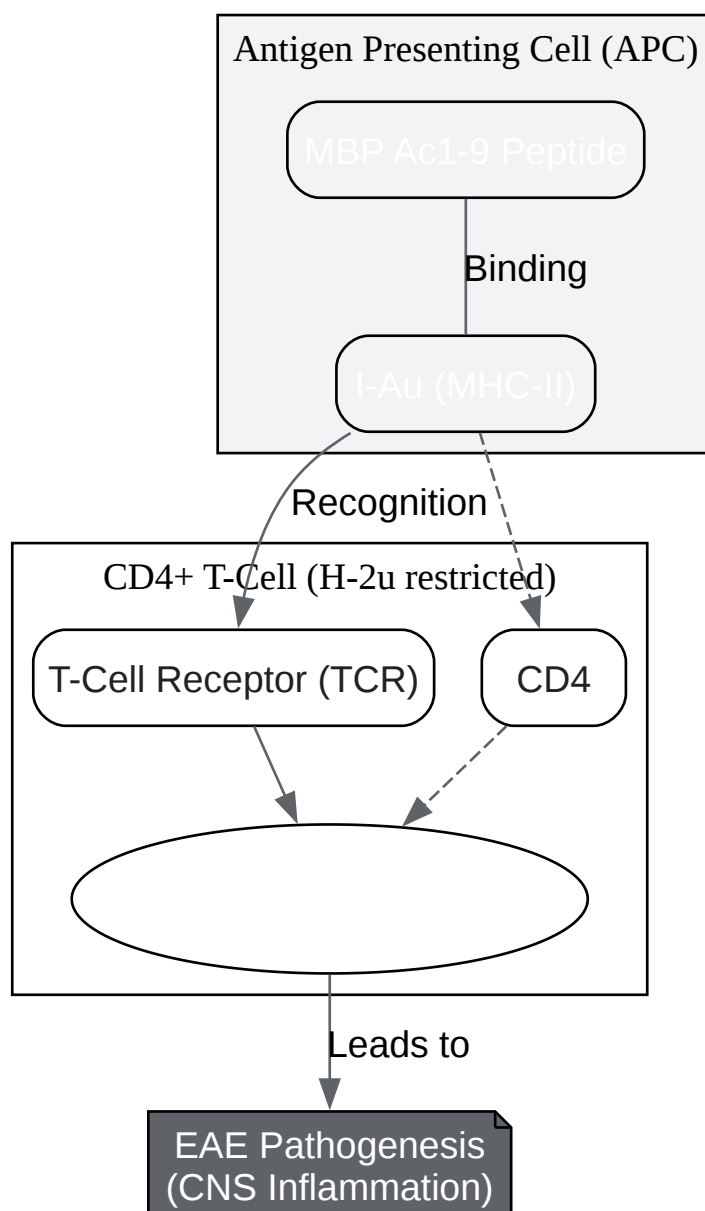 Antigen Presenting Cell (APC)
MBP Ac1-9 Peptide
Binding
I-Au (MHC-II)
Recognition
CD4+ T-Cell (H-2u restricted)
T-Cell Receptor (TCR)
CD4
Leads to
EAE Pathogenesis
(CNS Inflammation)